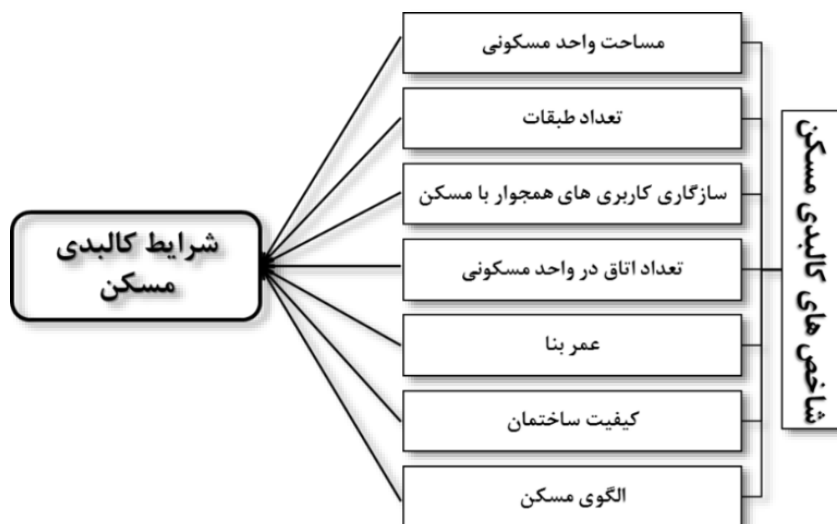 شاخص های کالبدی مسکن
مساحت واحد مسکونی
تعداد طبقات
سازگاری کاربری های همجوار با مسکن
تعداد اتاق در واحد مسکونی
عمر بنا
کیفیت ساختمان
الگوی مسکن
شرایط کالبدی
مسکن